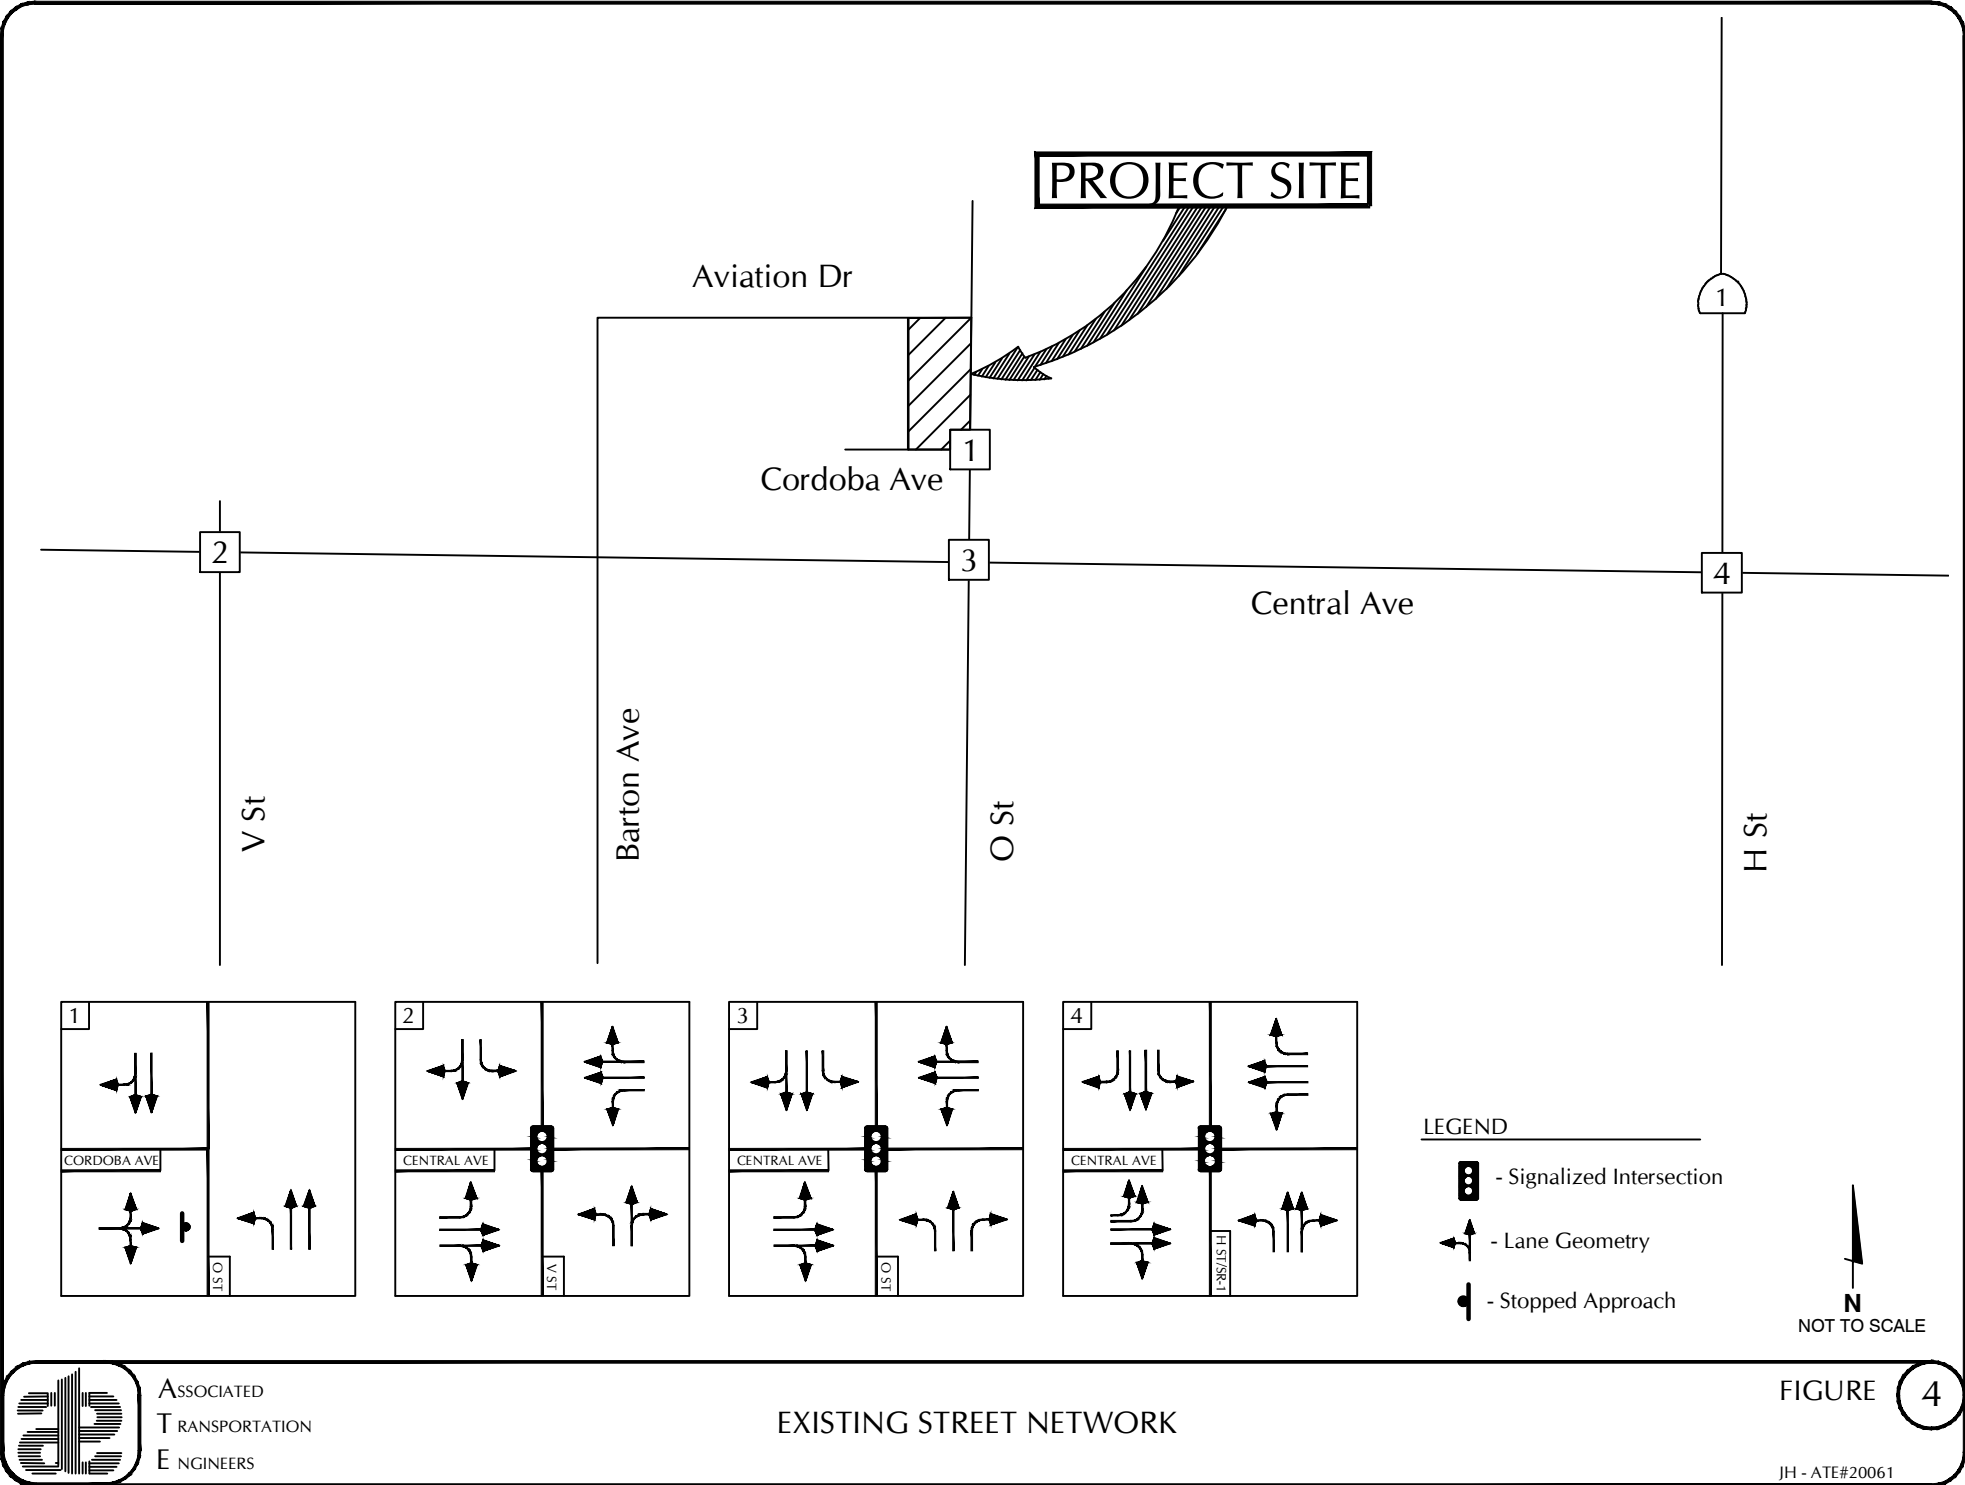 PROJECT SITE
Aviation Dr
1
1
Cordoba Ave
2
3
4
Central Ave
V St
Barton Ave
O St
H St
1
CORDOBA AVE
O ST
2
CENTRAL AVE
V ST
3
CENTRAL AVE
O ST
4
CENTRAL AVE
H ST/SR-1
LEGEND
- Signalized Intersection
- Lane Geometry
- Stopped Approach
N
NOT TO SCALE
ASSOCIATED
TRANSPORTATION
ENGINEERS
EXISTING STREET NETWORK
FIGURE 4
JH - ATE#20061